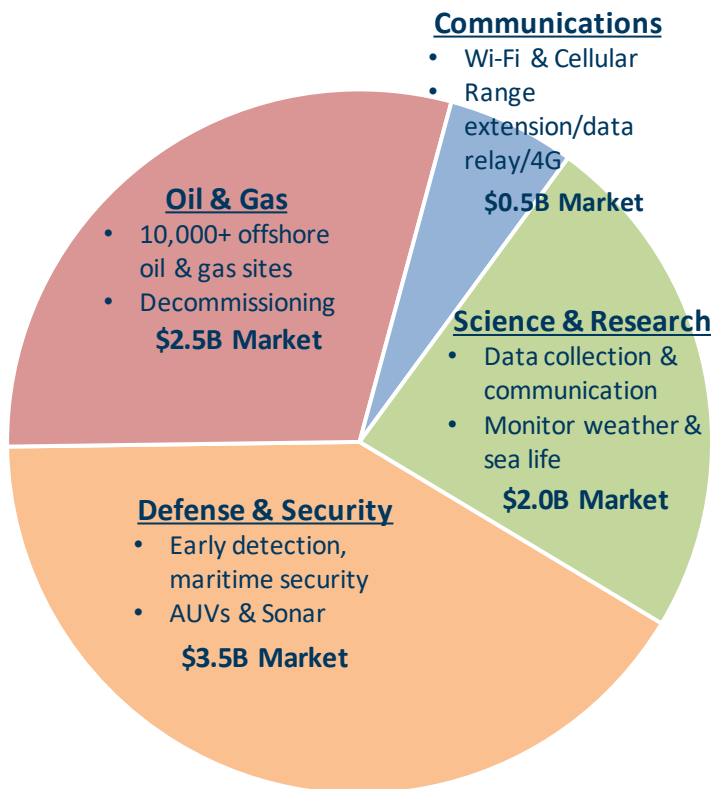 Communications
• Wi-Fi & Cellular
• Range
extension/data
relay/4G
$0.5B Market
Oil & Gas
• 10,000+ offshore
oil & gas sites
• Decommissioning
$2.5B Market
Science & Research
• Data collection &
communication
• Monitor weather &
sea life
$2.0B Market
Defense & Security
• Early detection,
maritime security
• AUVs & Sonar
$3.5B Market